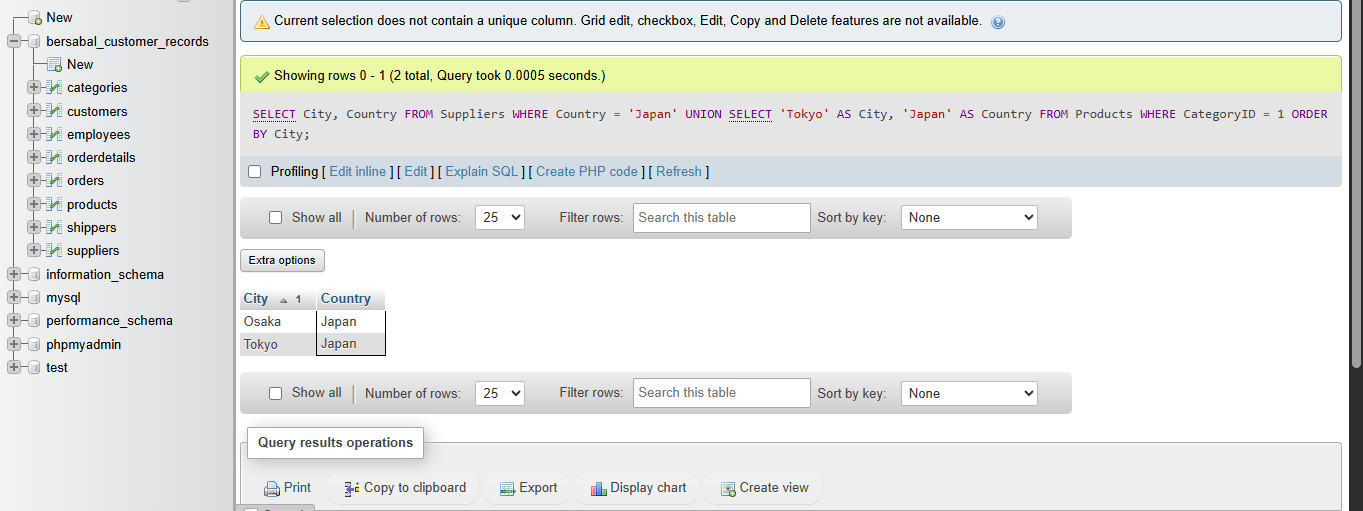 New
bersabal_customer_records
New
categories
customers
employees
orderdetails
orders
products
shippers
suppliers
information_schema
mysql
performance_schema
phpmyadmin
test
Current selection does not contain a unique column. Grid edit, checkbox, Edit, Copy and Delete features are not available.
Showing rows 0 - 1 (2 total, Query took 0.0005 seconds.)
SELECT City, Country FROM Suppliers WHERE Country = 'Japan' UNION SELECT 'Tokyo' AS City, 'Japan' AS Country FROM Products WHERE CategoryID = 1 ORDER
BY City;
Profiling [ Edit inline ] [ Edit ] [ Explain SQL ] [ Create PHP code ] [ Refresh ]
Show all | Number of rows: 25 Filter rows: Search this table Sort by key: None
Extra options
City 1 Country
Osaka Japan
Tokyo Japan
Show all | Number of rows: 25 Filter rows: Search this table Sort by key: None
Query results operations
Print Copy to clipboard Export Display chart Create view